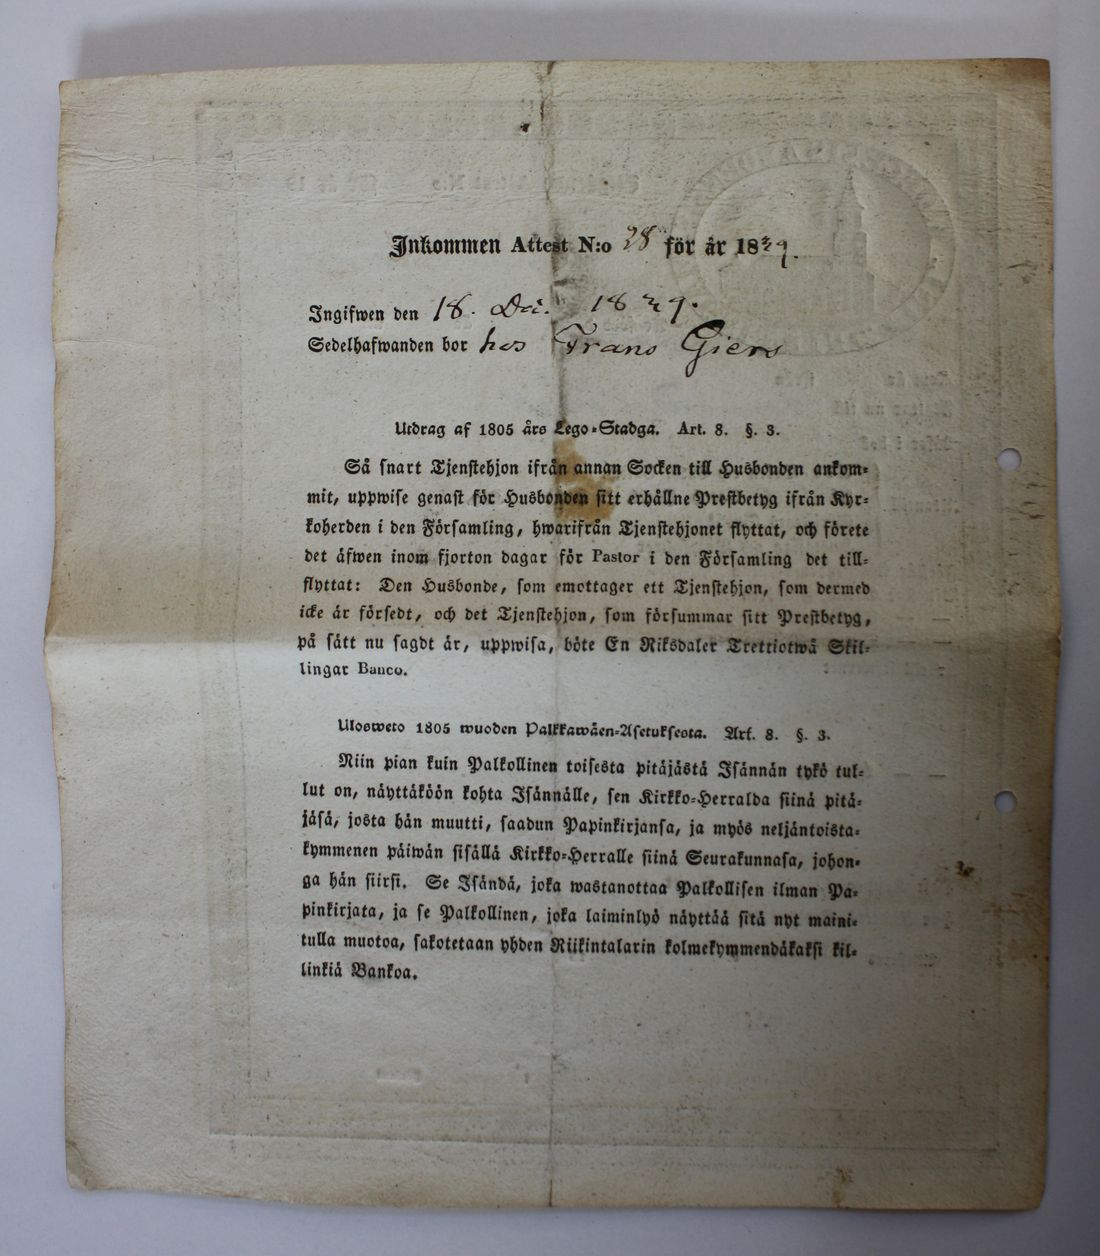 Inkommen Attest N:o 28 för år 1829.
Ingifwen den 18. Dec. 1829.
Sedelhafwanden bor hos Frans Giers
Utdrag af 1805 års Lego-Stadga. Art. 8. §. 3.
Så snart Tjenstehjon ifrån annan Socken till Husbonden ankom-
mit, uppwise genast för Husbonden sitt erhållne Prestbetyg ifrån Kyr-
koherden i den Församling, hwarifrån Tjenstehjonet flyttat, och förete
det äfwen inom fjorton dagar för Pastor i den Församling det till-
flyttat: Den Husbonde, som emottager ett Tjenstehjon, som dermed
icke är försedt, och det Tjenstehjon, som försummar sitt Prestbetyg,
på sätt nu sagdt är, uppwisa, böte En Riksdaler Trettiotwå Skil-
lingar Banco.
Ulosweto 1805 wuoden Palkkawäen-Asetuksesta. Art. 8. §. 3.
Niin pian kuin Palkollinen toisesta pitäjästä Isännän tykö tul-
lut on, näyttäköön kohta Isännälle, sen Kirkko-Herralda siinä pitä-
jäsä, josta hän muutti, saadun Papinkirjansa, ja myös neljäntoista-
kymmenen päiwän sisällä Kirkko-Herralle siinä Seurakunnasa, johon-
ga hän siirsi. Se Isändä, joka wastanottaa Palkollisen ilman Pa-
pinkirjata, ja se Palkollinen, joka laiminlyö näyttää sitä nyt maini-
tulla muotoa, sakotetaan yhden Riikintalarin kolmekymmendäkaksi kil-
linkiä Bankoa.